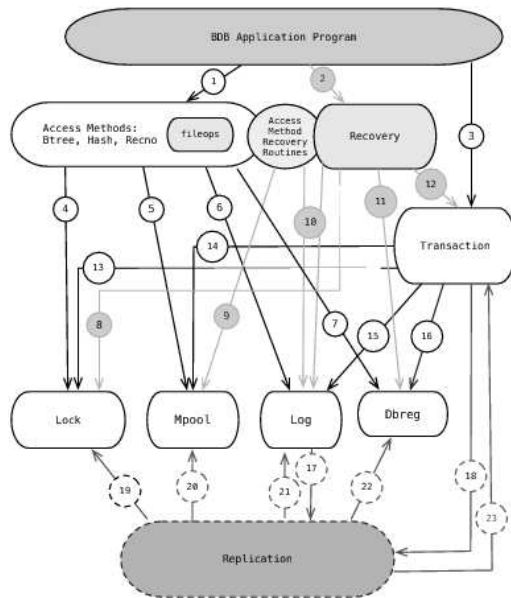 BDB Application Program
1
2
Access Methods:
Btree, Hash, Recno
fileops
Access
Method
Recovery
Routines
Recovery
3
4
5
6
10
11
12
Transaction
14
13
8
9
7
15
16
Lock
Mpool
Log
Dbreg
17
18
19
20
21
22
23
Replication